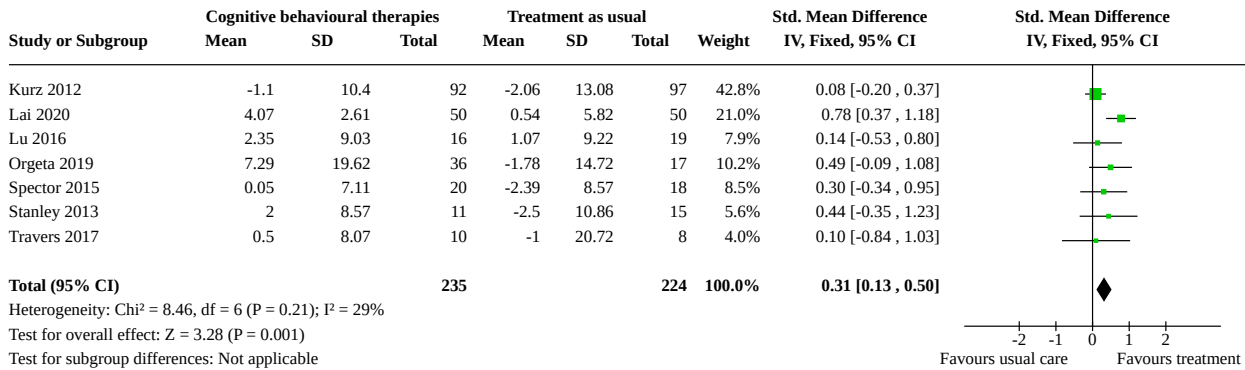 Cognitive behavioural therapies Treatment as usual Std. Mean Difference Std. Mean Difference
Study or Subgroup Mean SD Total Mean SD Total Weight IV, Fixed, 95% CI IV, Fixed, 95% CI
Kurz 2012 -1.1 10.4 92 -2.06 13.08 97 42.8% 0.08 [-0.20 , 0.37]
Lai 2020 4.07 2.61 50 0.54 5.82 50 21.0% 0.78 [0.37 , 1.18]
Lu 2016 2.35 9.03 16 1.07 9.22 19 7.9% 0.14 [-0.53 , 0.80]
Orgeta 2019 7.29 19.62 36 -1.78 14.72 17 10.2% 0.49 [-0.09 , 1.08]
Spector 2015 0.05 7.11 20 -2.39 8.57 18 8.5% 0.30 [-0.34 , 0.95]
Stanley 2013 2 8.57 11 -2.5 10.86 15 5.6% 0.44 [-0.35 , 1.23]
Travers 2017 0.5 8.07 10 -1 20.72 8 4.0% 0.10 [-0.84 , 1.03]
Total (95% CI) 235 224 100.0% 0.31 [0.13 , 0.50]
Heterogeneity: Chi² = 8.46, df = 6 (P = 0.21); I² = 29%
Test for overall effect: Z = 3.28 (P = 0.001)
Test for subgroup differences: Not applicable
-2 -1 0 1 2
Favours usual care Favours treatment